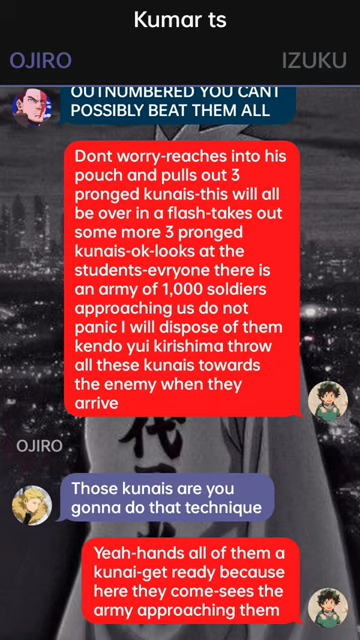 Kumar ts
OJIRO
IZUKU
OUTNUMBERED YOU CANT
POSSIBLY BEAT THEM ALL
Dont worry-reaches into his
pouch and pulls out 3
pronged kunais-this will all
be over in a flash-takes out
some more 3 pronged
kunais-ok-looks at the
students-evryone there is
an army of 1,000 soldiers
approaching us do not
panic I will dispose of them
kendo yui kirishima throw
all these kunais towards
the enemy when they
arrive
OJIRO
Those kunais are you
gonna do that technique
Yeah-hands all of them a
kunai-get ready because
here they come-sees the
army approaching them